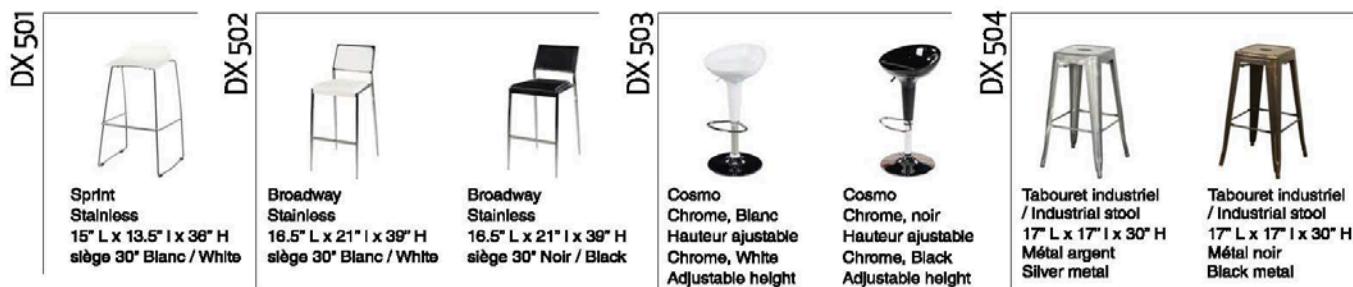 DX 501
Sprint
Stainless
15" L x 13.5" l x 36" H
siège 30" Blanc / White
DX 502
Broadway
Stainless
16.5" L x 21" l x 39" H
siège 30" Blanc / White
Broadway
Stainless
16.5" L x 21" l x 39" H
siège 30" Noir / Black
DX 503
Cosmo
Chrome, Blanc
Hauteur ajustable
Chrome, White
Adjustable height
Cosmo
Chrome, noir
Hauteur ajustable
Chrome, Black
Adjustable height
DX 504
Tabouret industriel
/ Industrial stool
17" L x 17" l x 30" H
Métal argent
Silver metal
Tabouret industriel
/ Industrial stool
17" L x 17" l x 30" H
Métal noir
Black metal